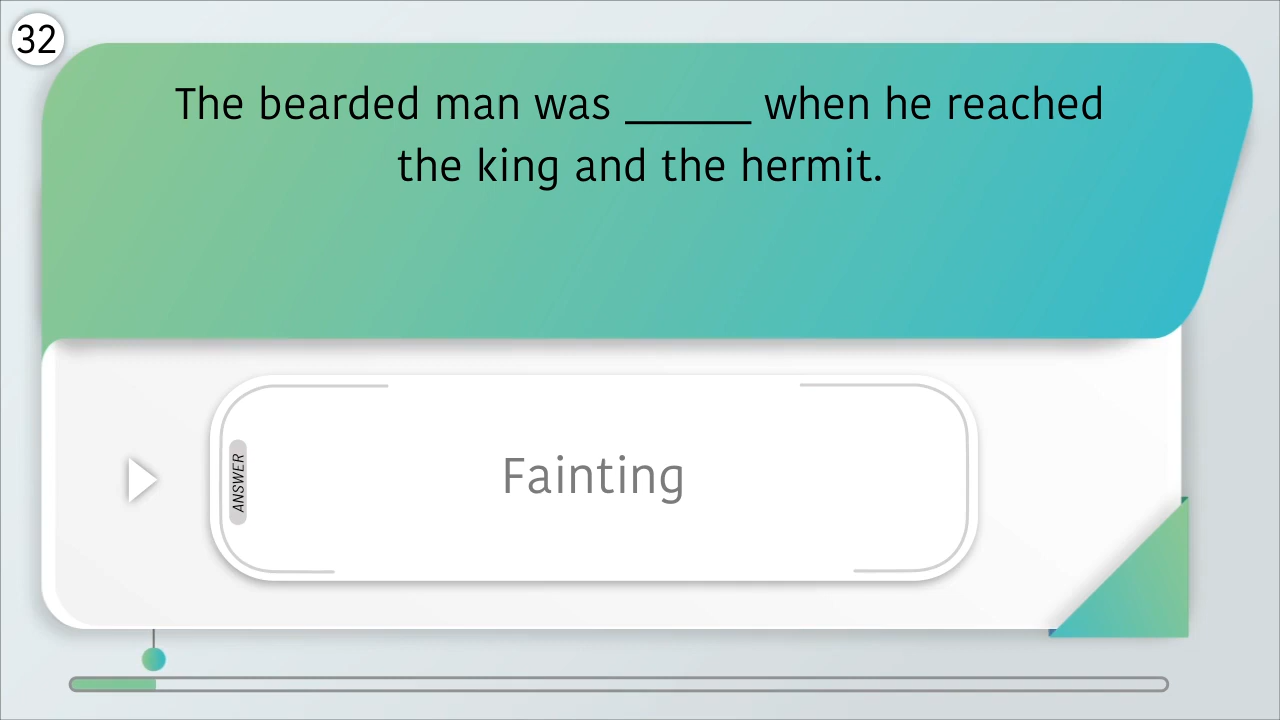 32
The bearded man was ______ when he reached
the king and the hermit.
ANSWER
Fainting